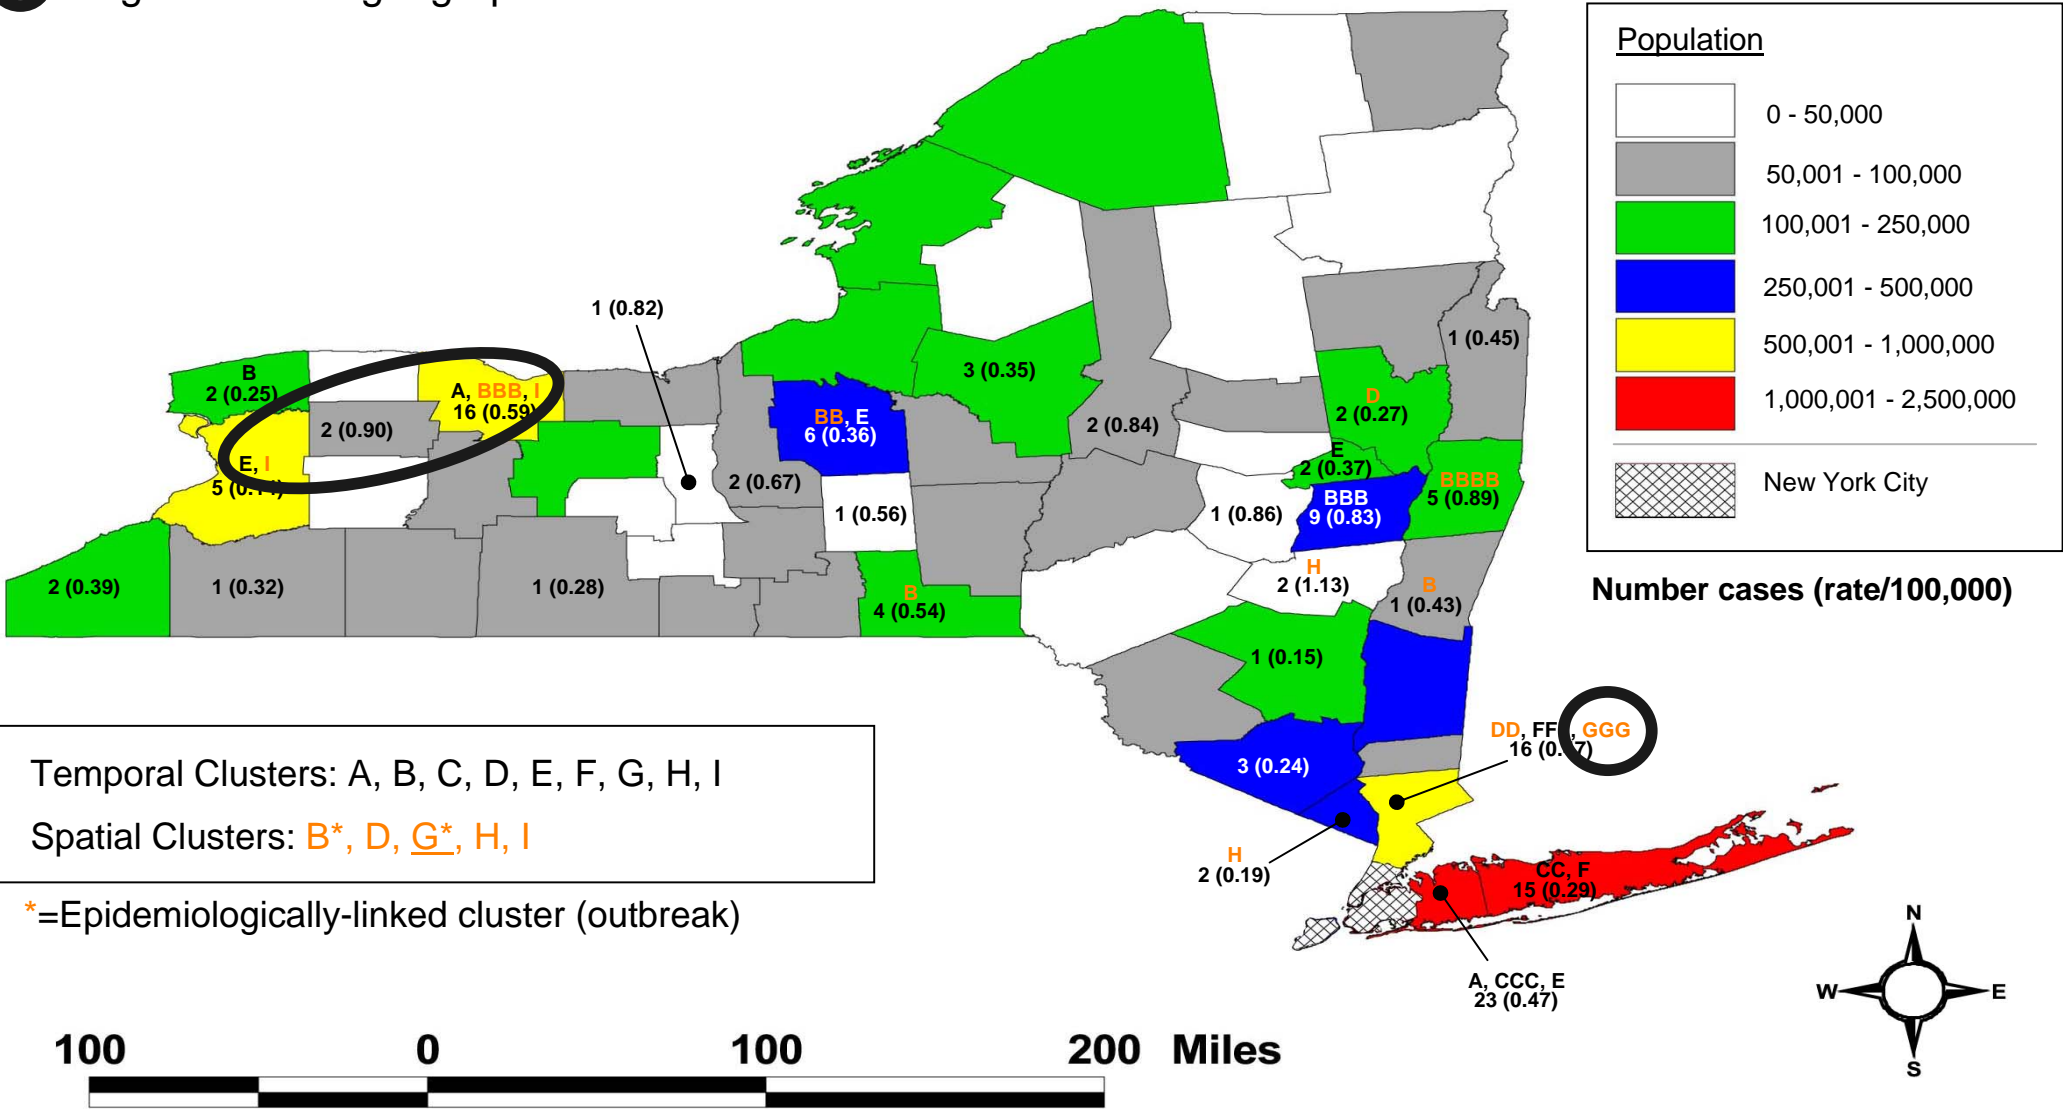 Population
0 - 50,000
50,001 - 100,000
100,001 - 250,000
250,001 - 500,000
500,001 - 1,000,000
1,000,001 - 2,500,000
New York City
Number cases (rate/100,000)
1 (0.82)
1 (0.45)
B
2 (0.25)
A, BBB, I
16 (0.59)
3 (0.35)
D
2 (0.27)
2 (0.90)
BB, E
6 (0.36)
2 (0.84)
E, I
5
E
2 (0.37)
BBBB
5 (0.89)
2 (0.67)
1 (0.56)
1 (0.86)
BBB
9 (0.83)
2 (0.39)
1 (0.32)
1 (0.28)
B
4 (0.54)
H
2 (1.13)
B
1 (0.43)
1 (0.15)
DD, FF, GGG
16
3 (0.24)
H
2 (0.19)
CC, F
15 (0.29)
A, CCC, E
23 (0.47)
Temporal Clusters: A, B, C, D, E, F, G, H, I
Spatial Clusters: B*, D, G*, H, I
*=Epidemiologically-linked cluster (outbreak)
N
W
E
S
100 0 100 200 Miles